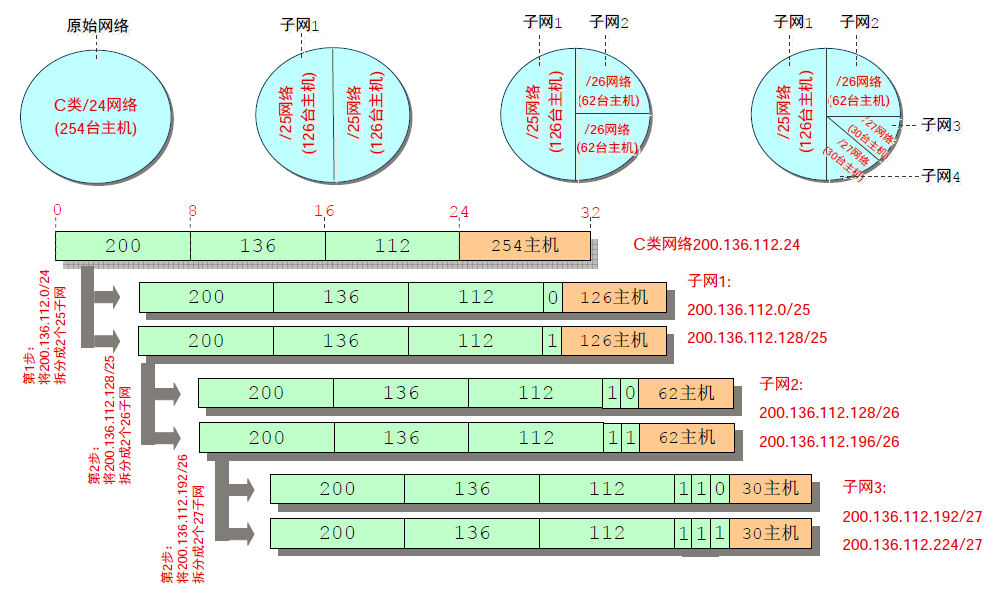 原始网络
C类/24网络
(254台主机)
子网1
/25网络
(126台主机)
/25网络
(126台主机)
子网1
子网2
/25网络
(126台主机)
/26网络
(62台主机)
/26网络
(62台主机)
子网1
子网2
/25网络
(126台主机)
/26网络
(62台主机)
/27网络
(30台主机)
/27网络
(30台主机)
子网3
子网4
0 8 16 24 32
200 136 112 254主机
C类网络200.136.112.24
第1步:
将200.136.112.0/24
拆分成2个25子网
200 136 112 0 126主机
200 136 112 1 126主机
子网1:
200.136.112.0/25
200.136.112.128/25
第2步:
将200.136.112.128/25
拆分成2个26子网
200 136 112 1 0 62主机
200 136 112 1 1 62主机
子网2:
200.136.112.128/26
200.136.112.196/26
第2步:
将200.136.112.192/26
拆分成2个27子网
200 136 112 1 1 0 30主机
200 136 112 1 1 1 30主机
子网3:
200.136.112.192/27
200.136.112.224/27